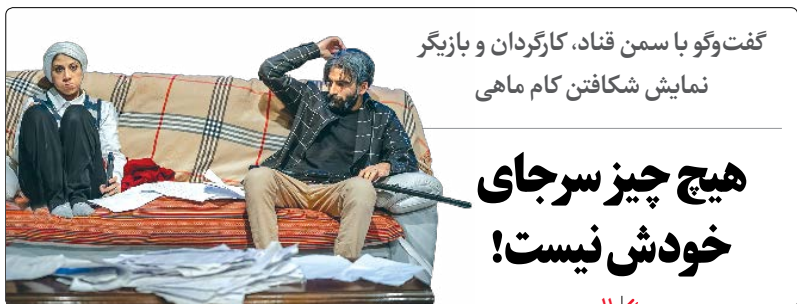 گفت‌وگو با سمن قناد، کارگردان و بازیگر
نمایش شکافتن کام ماهی
هیچ چیز سرجای
خودش نیست!